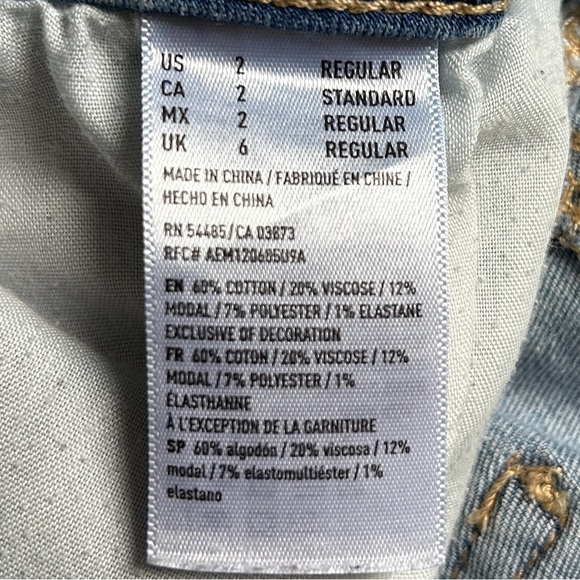 US 2 REGULAR
CA 2 STANDARD
MX 2 REGULAR
UK 6 REGULAR
MADE IN CHINA / FABRIQUÉ EN CHINE /
HECHO EN CHINA
RN 54485 / CA 03873
RFC# AEM120605U9A
EN 60% COTTON / 20% VISCOSE / 12%
MODAL / 7% POLYESTER / 1% ELASTANE
EXCLUSIVE OF DECORATION
FR 60% COTON / 20% VISCOSE / 12%
MODAL / 7% POLYESTER / 1%
ÉLASTHANNE
À L'EXCEPTION DE LA GARNITURE
SP 60% algodón / 20% viscosa / 12%
modal / 7% elastomultiéster / 1%
elastano